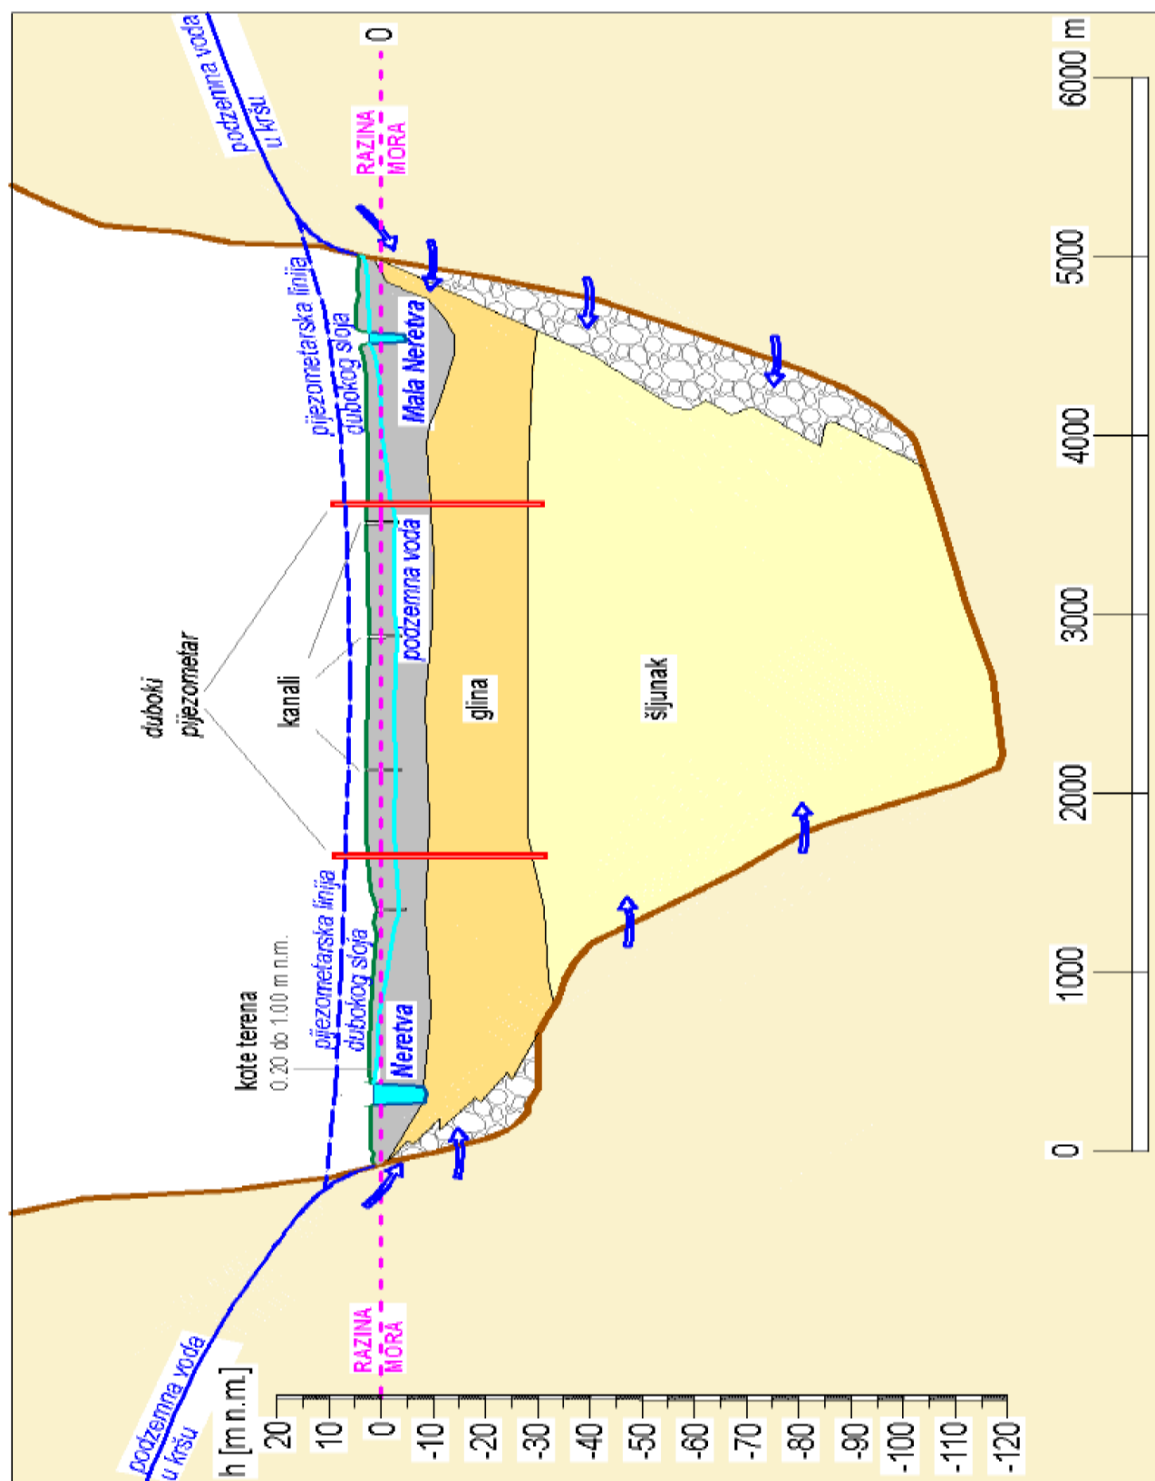 duboki
pijezometar
kanali
kote terena
0.20 do 1.00 m n.m.
podzemna voda
u kršu
podzemna voda
u kršu
pijezometarska linija
dubokog sloja
pijezometarska linija
dubokog sloja
h [m n.m.]
20
10
0
-10
-20
-30
-40
-50
-60
-70
-80
-90
-100
-110
-120
RAZINA
MORA
RAZINA
MORA
0
Neretva
podzemna voda
Mala Neretva
glina
šljunak
0
1000
2000
3000
4000
5000
6000 m